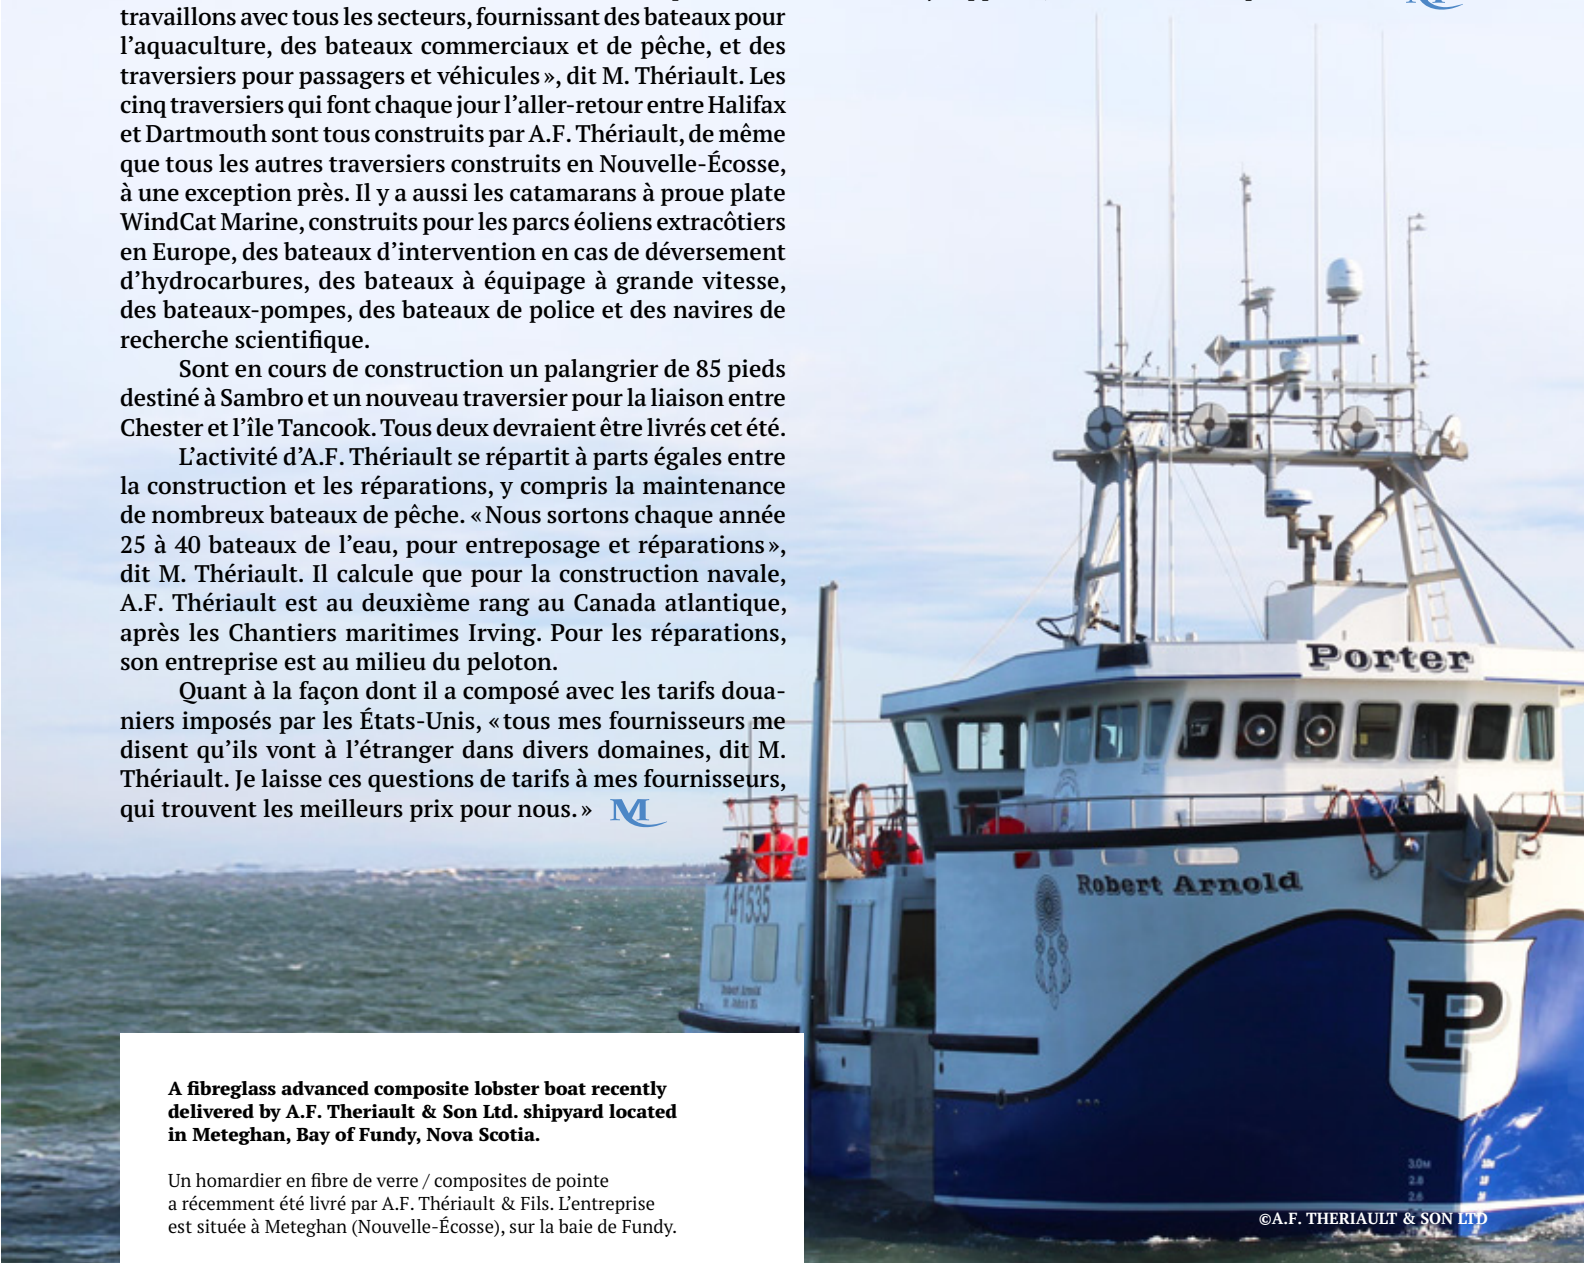 travaillons avec tous les secteurs, fournissant des bateaux pour
l’aquaculture, des bateaux commerciaux et de pêche, et des
traversiers pour passagers et véhicules », dit M. Thériault. Les
cinq traversiers qui font chaque jour l’aller-retour entre Halifax
et Dartmouth sont tous construits par A.F. Thériault, de même
que tous les autres traversiers construits en Nouvelle-Écosse,
à une exception près. Il y a aussi les catamarans à proue plate
WindCat Marine, construits pour les parcs éoliens extracôtiers
en Europe, des bateaux d’intervention en cas de déversement
d’hydrocarbures, des bateaux à équipage à grande vitesse,
des bateaux-pompes, des bateaux de police et des navires de
recherche scientifique.
Sont en cours de construction un palangrier de 85 pieds
destiné à Sambro et un nouveau traversier pour la liaison entre
Chester et l’île Tancook. Tous deux devraient être livrés cet été.
L’activité d’A.F. Thériault se répartit à parts égales entre
la construction et les réparations, y compris la maintenance
de nombreux bateaux de pêche. « Nous sortons chaque année
25 à 40 bateaux de l’eau, pour entreposage et réparations »,
dit M. Thériault. Il calcule que pour la construction navale,
A.F. Thériault est au deuxième rang au Canada atlantique,
après les Chantiers maritimes Irving. Pour les réparations,
son entreprise est au milieu du peloton.
Quant à la façon dont il a composé avec les tarifs doua-
niers imposés par les États-Unis, « tous mes fournisseurs me
disent qu’ils vont à l’étranger dans divers domaines, dit M.
Thériault. Je laisse ces questions de tarifs à mes fournisseurs,
qui trouvent les meilleurs prix pour nous. » M
Porter
Robert Arnold
141535
Robert Arnold
P
3.0M
2.8
2.6
A fibreglass advanced composite lobster boat recently
delivered by A.F. Theriault & Son Ltd. shipyard located
in Meteghan, Bay of Fundy, Nova Scotia.
Un homardier en fibre de verre / composites de pointe
a récemment été livré par A.F. Thériault & Fils. L’entreprise
est située à Meteghan (Nouvelle-Écosse), sur la baie de Fundy.
©A.F. THERIAULT & SON LTD